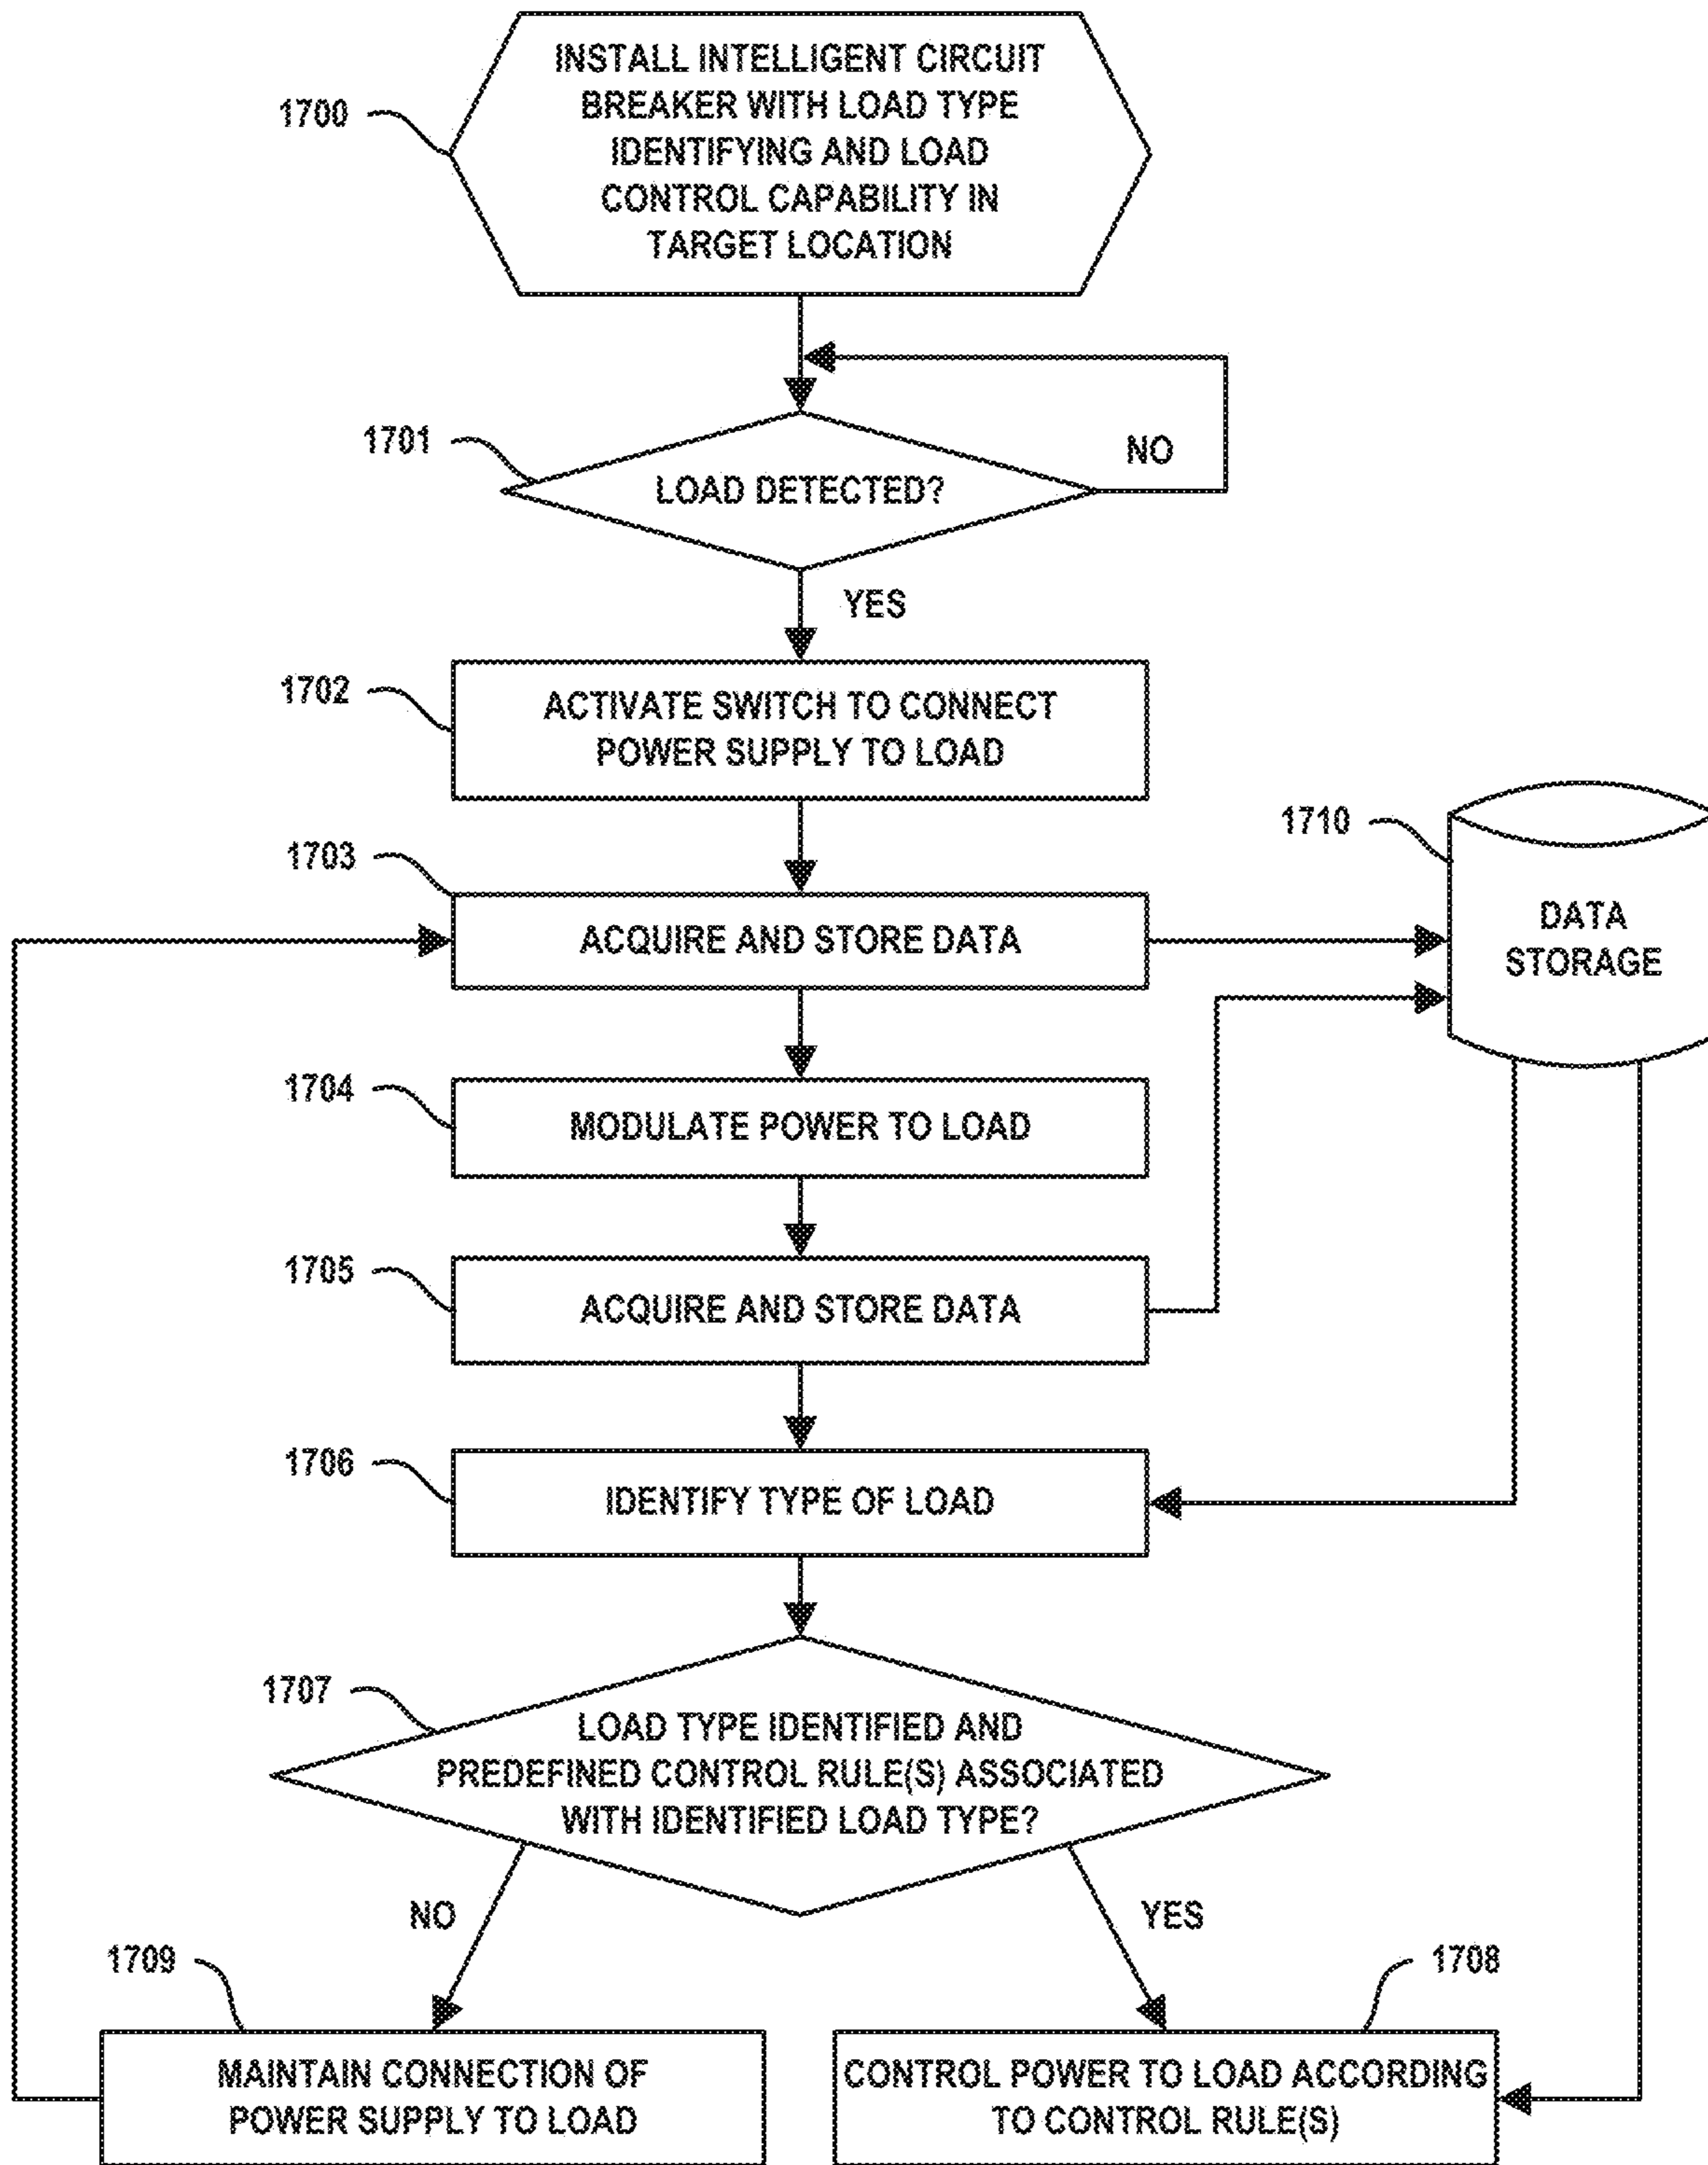 INSTALL INTELLIGENT CIRCUIT
BREAKER WITH LOAD TYPE
IDENTIFYING AND LOAD
CONTROL CAPABILITY IN
TARGET LOCATION
1700
1701
LOAD DETECTED?
NO
YES
1702
ACTIVATE SWITCH TO CONNECT
POWER SUPPLY TO LOAD
1703
ACQUIRE AND STORE DATA
1710
DATA
STORAGE
1704
MODULATE POWER TO LOAD
1705
ACQUIRE AND STORE DATA
1706
IDENTIFY TYPE OF LOAD
1707
LOAD TYPE IDENTIFIED AND
PREDEFINED CONTROL RULE(S) ASSOCIATED
WITH IDENTIFIED LOAD TYPE?
NO
YES
1709
MAINTAIN CONNECTION OF
POWER SUPPLY TO LOAD
1708
CONTROL POWER TO LOAD ACCORDING
TO CONTROL RULE(S)